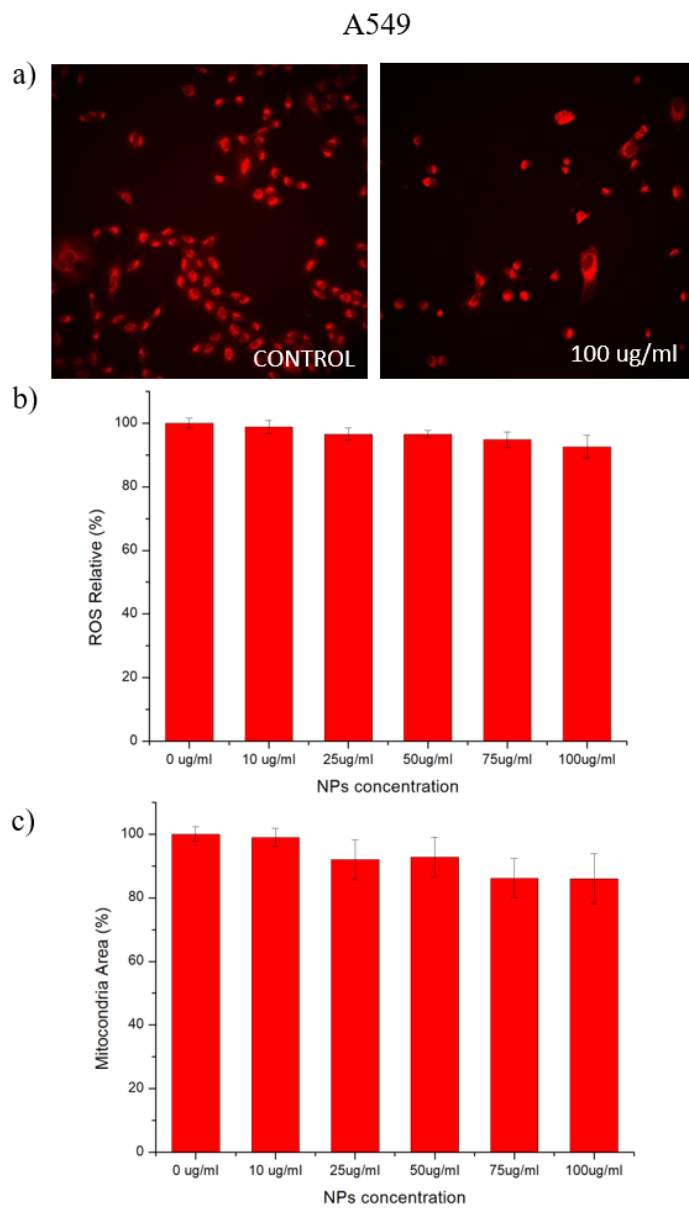 A549
a)
CONTROL
100 ug/ml
b)
ROS Relative (%)
100
80
60
40
20
0
0 ug/ml 10 ug/ml 25ug/ml 50ug/ml 75ug/ml 100ug/ml
NPs concentration
c)
Mitocondria Area (%)
100
80
60
40
20
0
0 ug/ml 10 ug/ml 25ug/ml 50ug/ml 75ug/ml 100ug/ml
NPs concentration